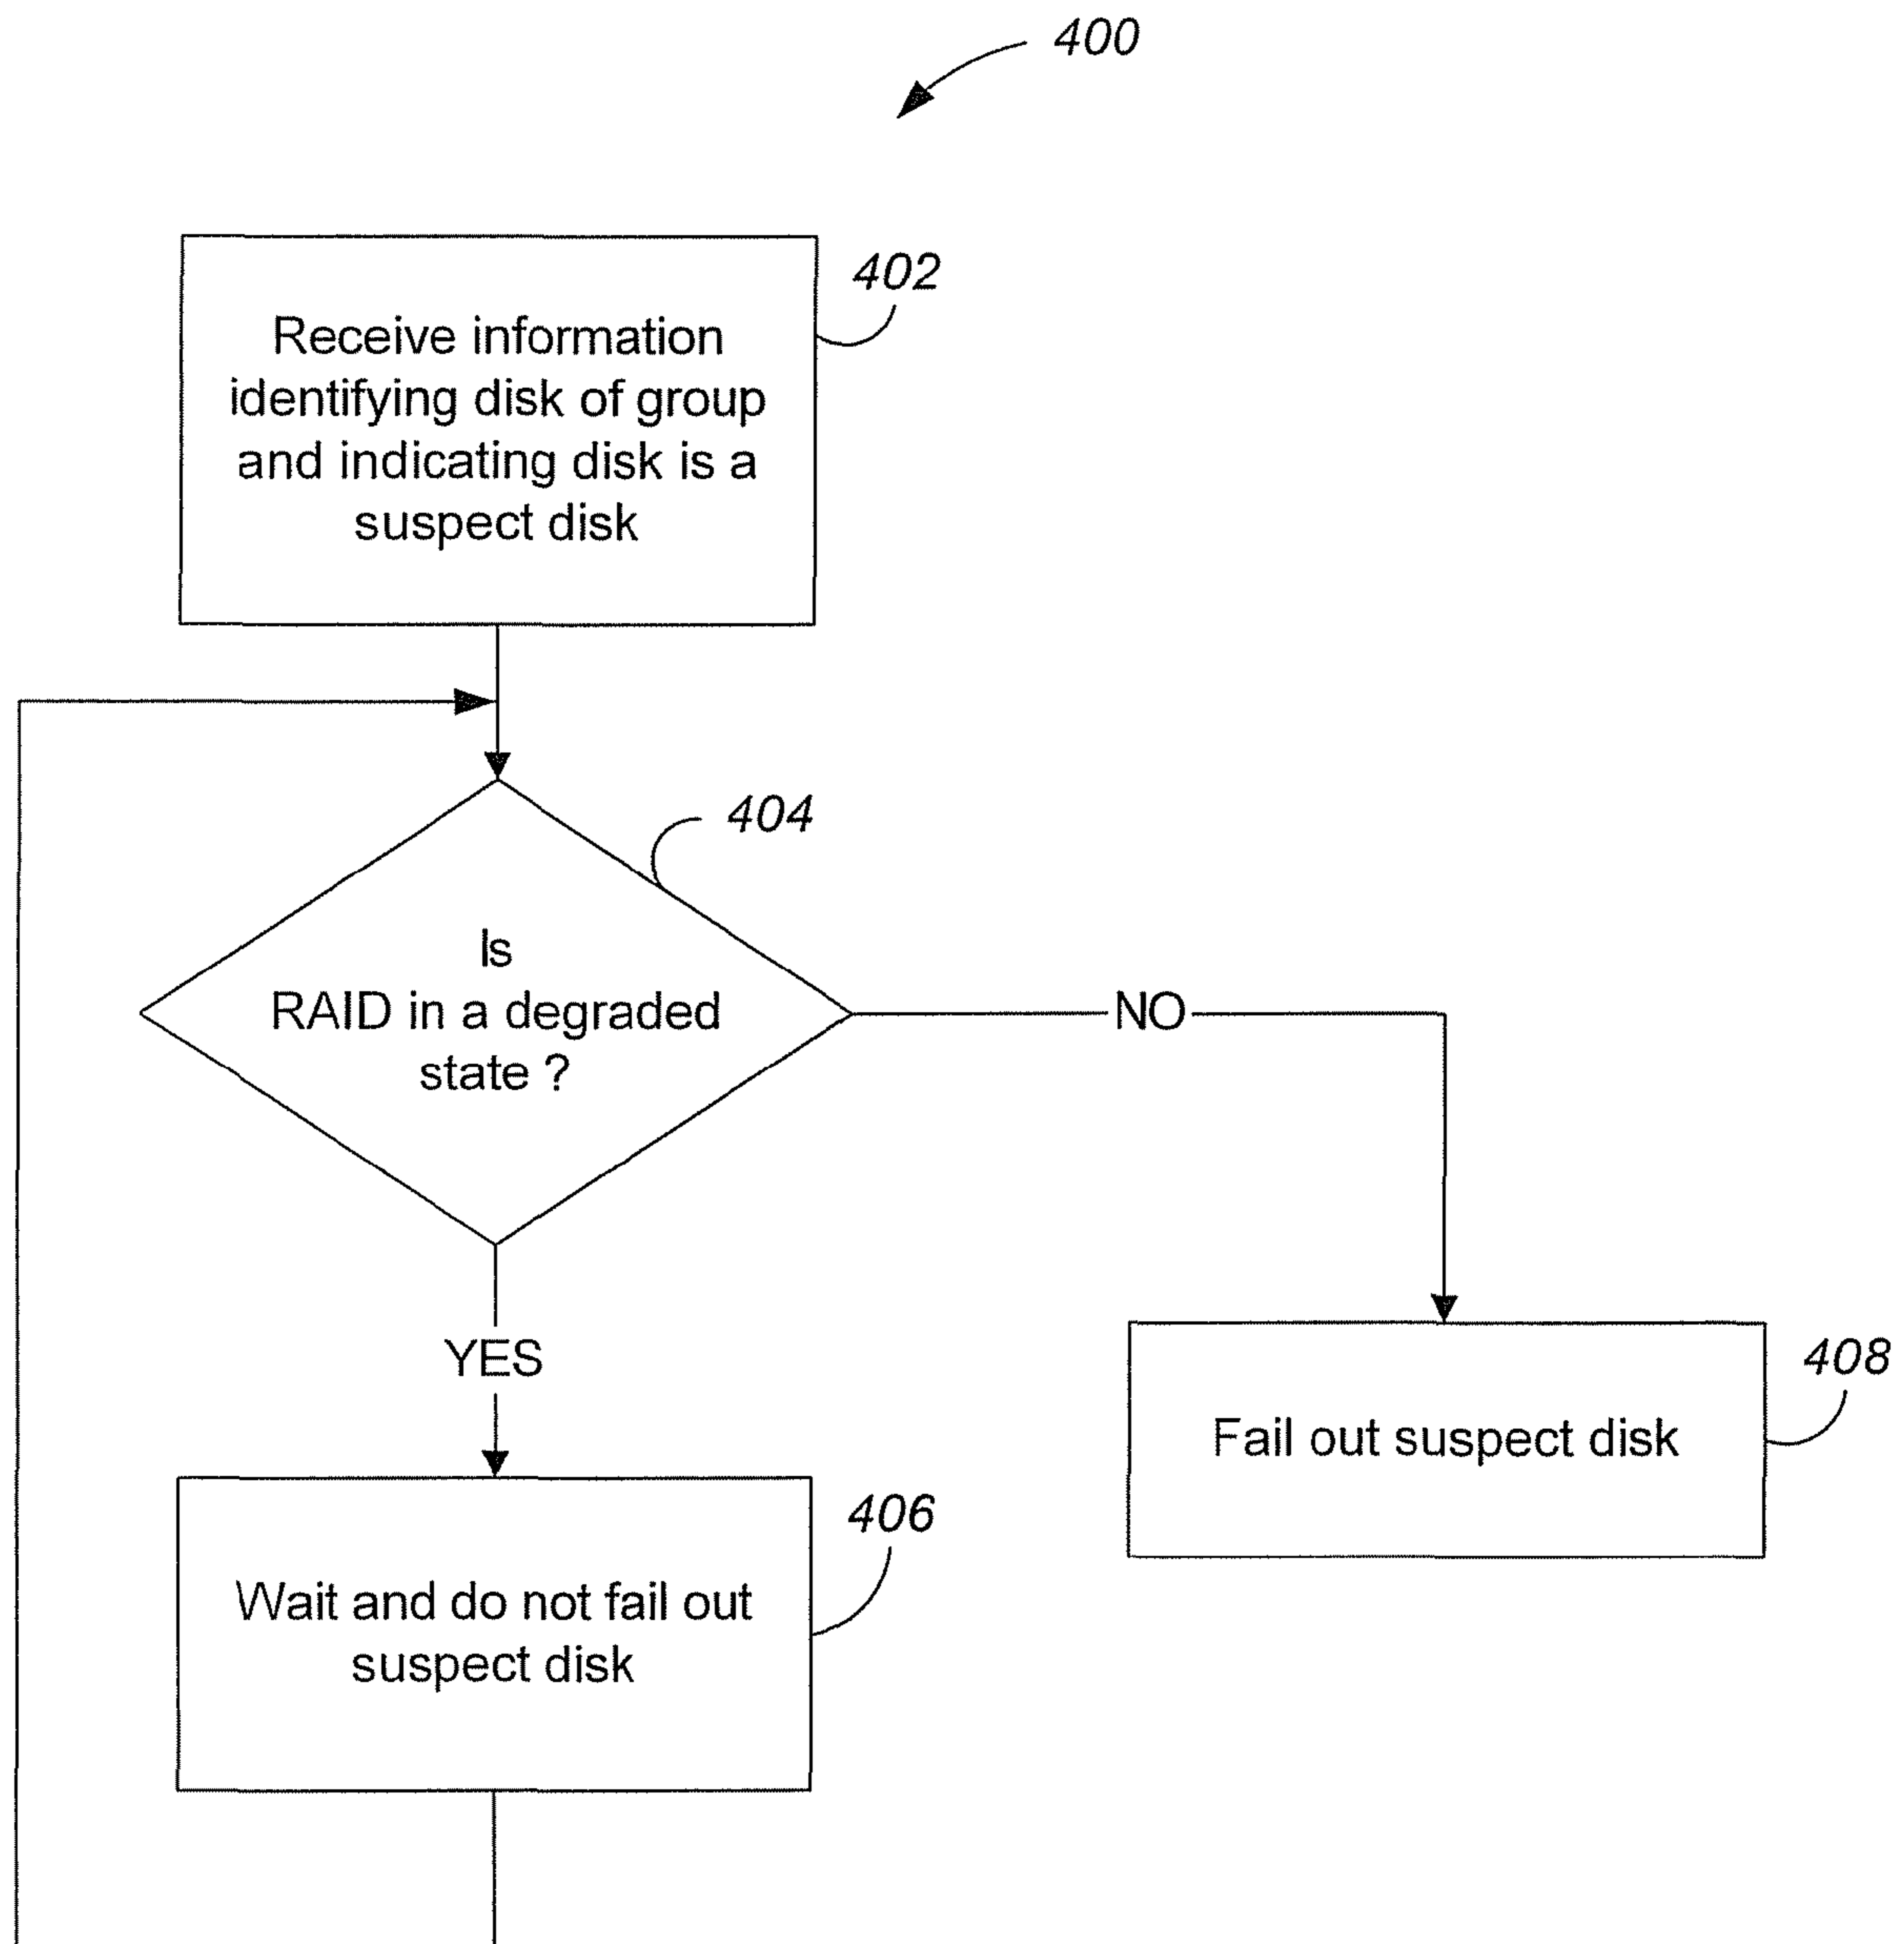 400
402
Receive information
identifying disk of group
and indicating disk is a
suspect disk
404
Is
RAID in a degraded
state ?
NO
YES
408
Fail out suspect disk
406
Wait and do not fail out
suspect disk